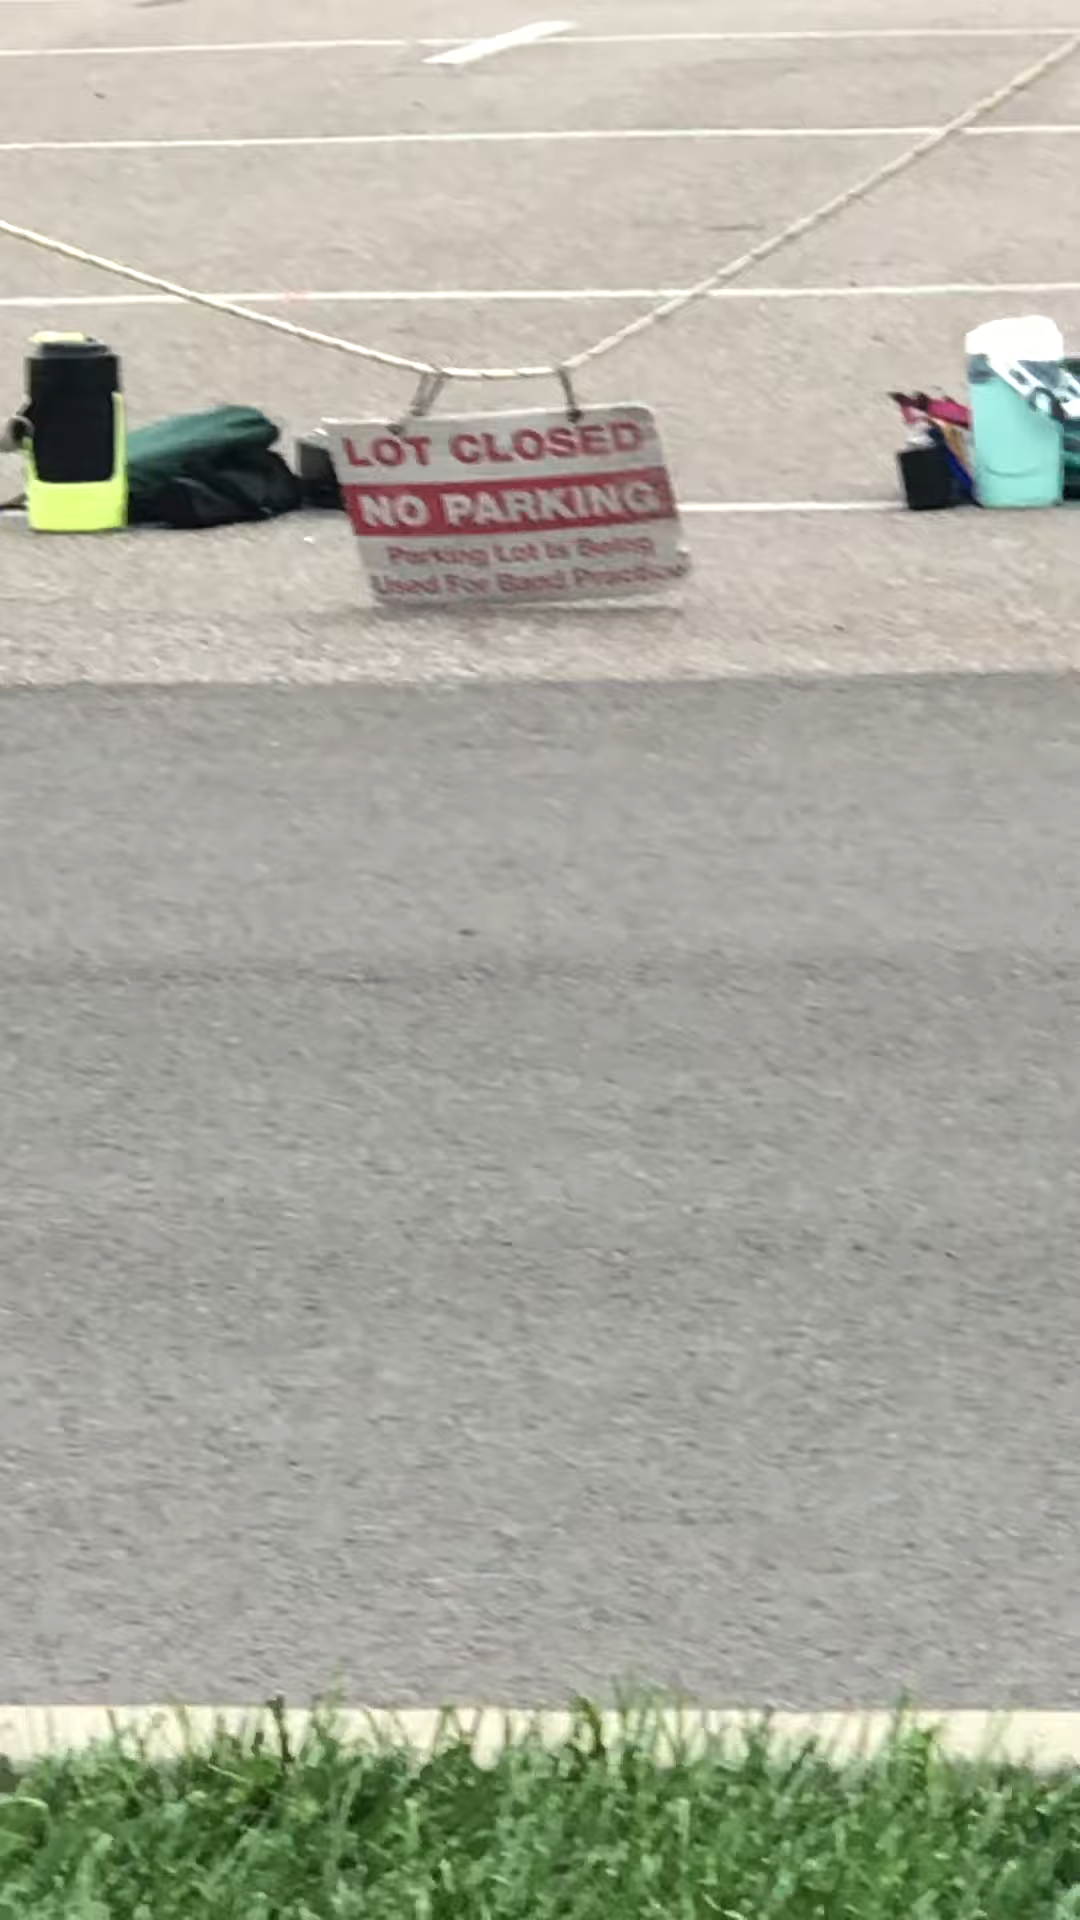 LOT CLOSED
NO PARKING
Parking Lot Is Being
Used For Band Practice